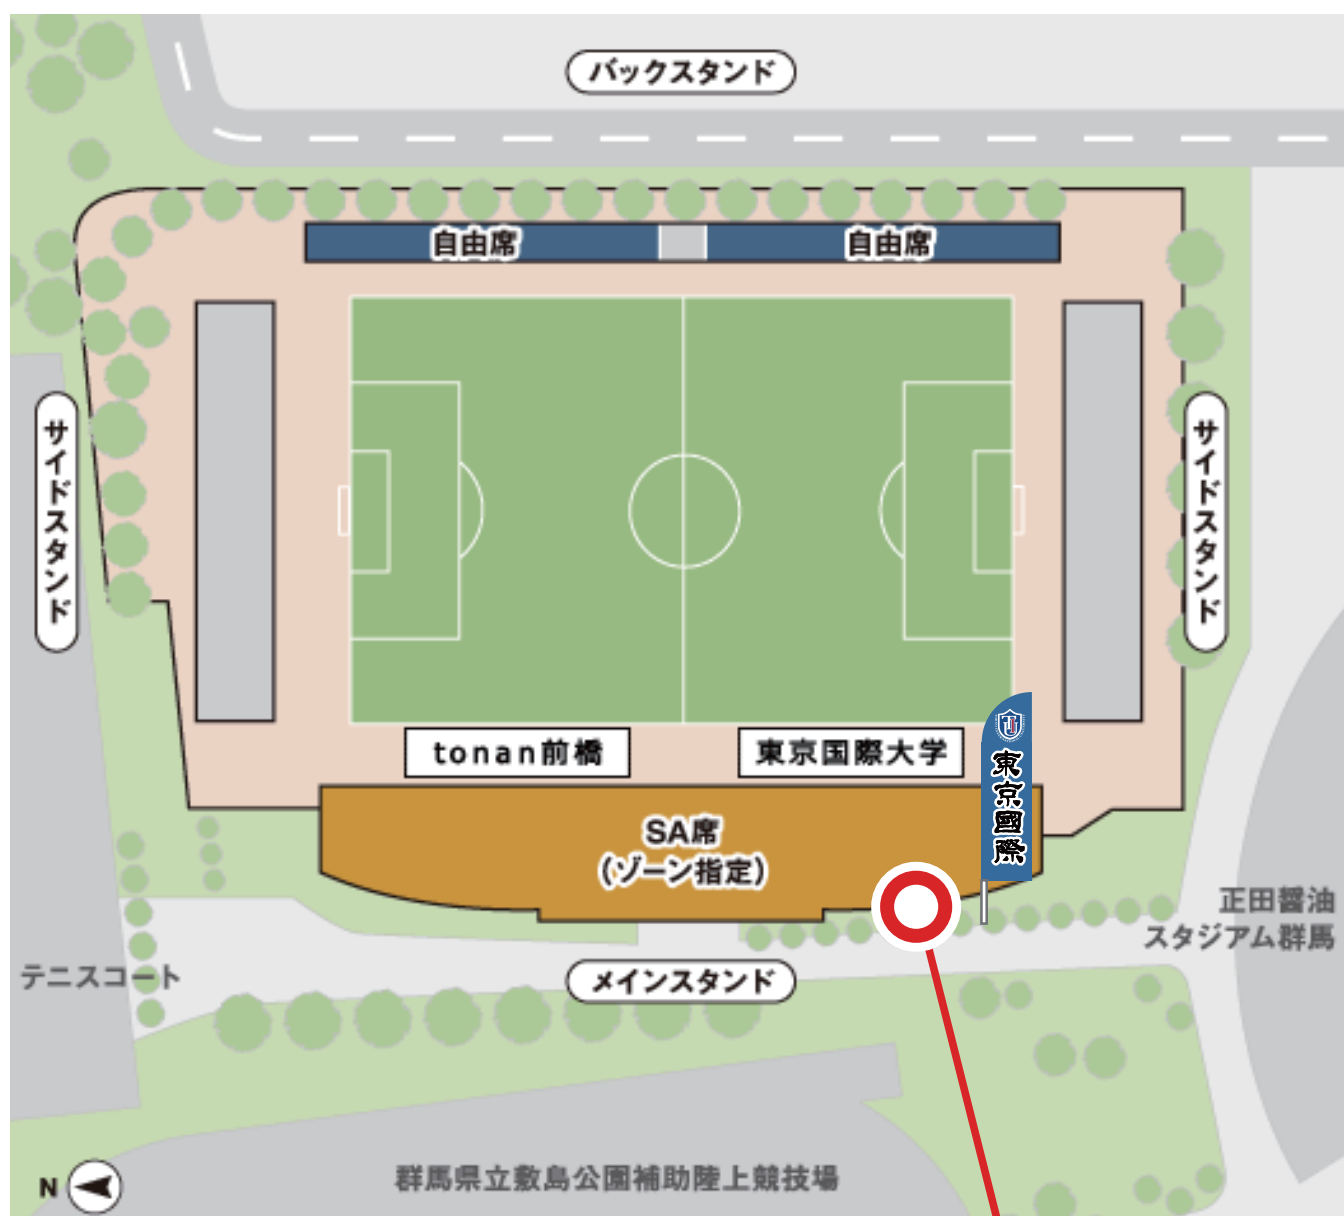 バックスタンド
自由席
自由席
サイドスタンド
サイドスタンド
tonan前橋
東京国際大学
TIU
東京國際
SA席
(ゾーン指定)
正田醤油
スタジアム群馬
テニスコート
メインスタンド
群馬県立敷島公園補助陸上競技場
N